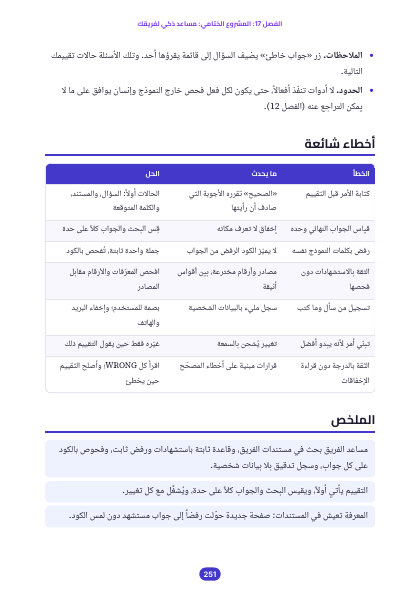 الفصل 17: المشروع الختامي: مساعد ذكي لفريقك
• الملاحظات. زر «جواب خاطئ» يضيف السؤال إلى قائمة يقرؤها أحد. وتلك الأسئلة حالات تقييمك
التالية.
• الحدود. لا أدوات تنفّذ أفعالاً، حتى يكون لكل فعل فحص خارج النموذج وإنسان يوافق على ما لا
يمكن التراجع عنه (الفصل 12).
أخطاء شائعة
الخطأ ما يحدث الحل
كتابة الأمر قبل التقييم «الصحيح» تقرره الأجوبة التي الحالات أولاً: السؤال، والمستند،
صادف أن رأيتها والكلمة المتوقعة
قياس الجواب النهائي وحده إخفاق لا تعرف مكانه قِس البحث والجواب كلاً على حدة
رفض بكلمات النموذج نفسه لا يميّز الكود الرفض من الجواب جملة واحدة ثابتة، تُفحص بالكود
الثقة بالاستشهادات دون مصادر وأرقام مخترعة، بين أقواس افحص المعرّفات والأرقام مقابل
فحصها أنيقة المصادر
تسجيل من سأل وما كتب سجل مليء بالبيانات الشخصية بصمة للمستخدم؛ وإخفاء البريد
والهاتف
تبنّي أمر لأنه يبدو أفضل تغيير يُشحن بالسمعة غيّره فقط حين يقول التقييم ذلك
الثقة بالدرجة دون قراءة قرارات مبنية على أخطاء المصحّح اقرأ كل WRONG؛ وأصلح التقييم
الإخفاقات حين يخطئ
الملخص
مساعد الفريق بحث في مستندات الفريق، وقاعدة ثابتة باستشهادات ورفض ثابت، وفحوص بالكود
على كل جواب، وسجل تدقيق بلا بيانات شخصية.
التقييم يأتي أولاً، ويقيس البحث والجواب كلاً على حدة، ويُشغَّل مع كل تغيير.
المعرفة تعيش في المستندات: صفحة جديدة حوّلت رفضاً إلى جواب مستشهد دون لمس الكود.
251